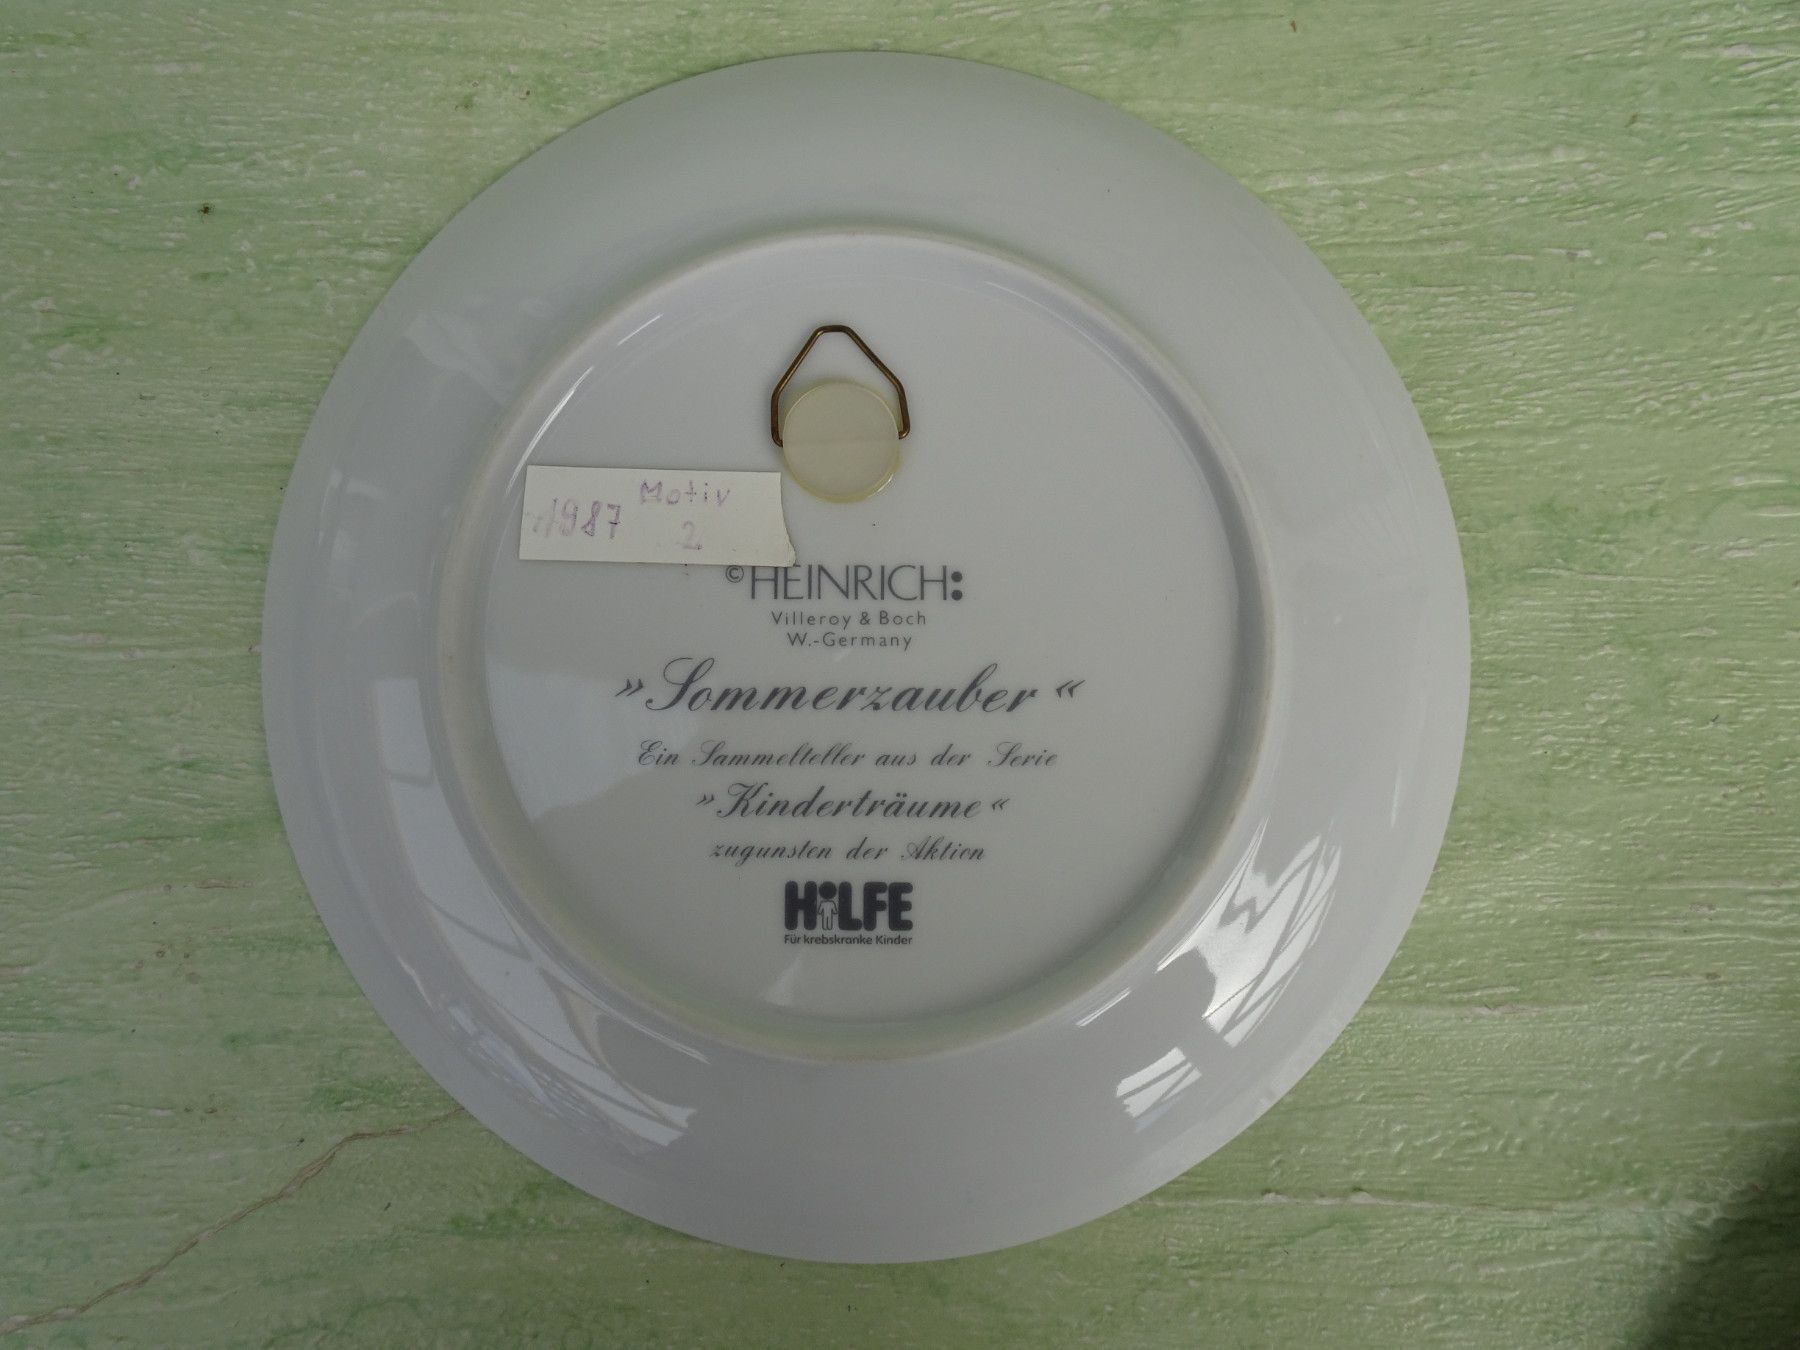 1987 Motiv
2
© HEINRICH:
Villeroy & Boch
W.-Germany
»Sommerzauber«
Ein Sammelteller aus der Serie
»Kinderträume«
zugunsten der Aktion
HILFE
Für krebskranke Kinder